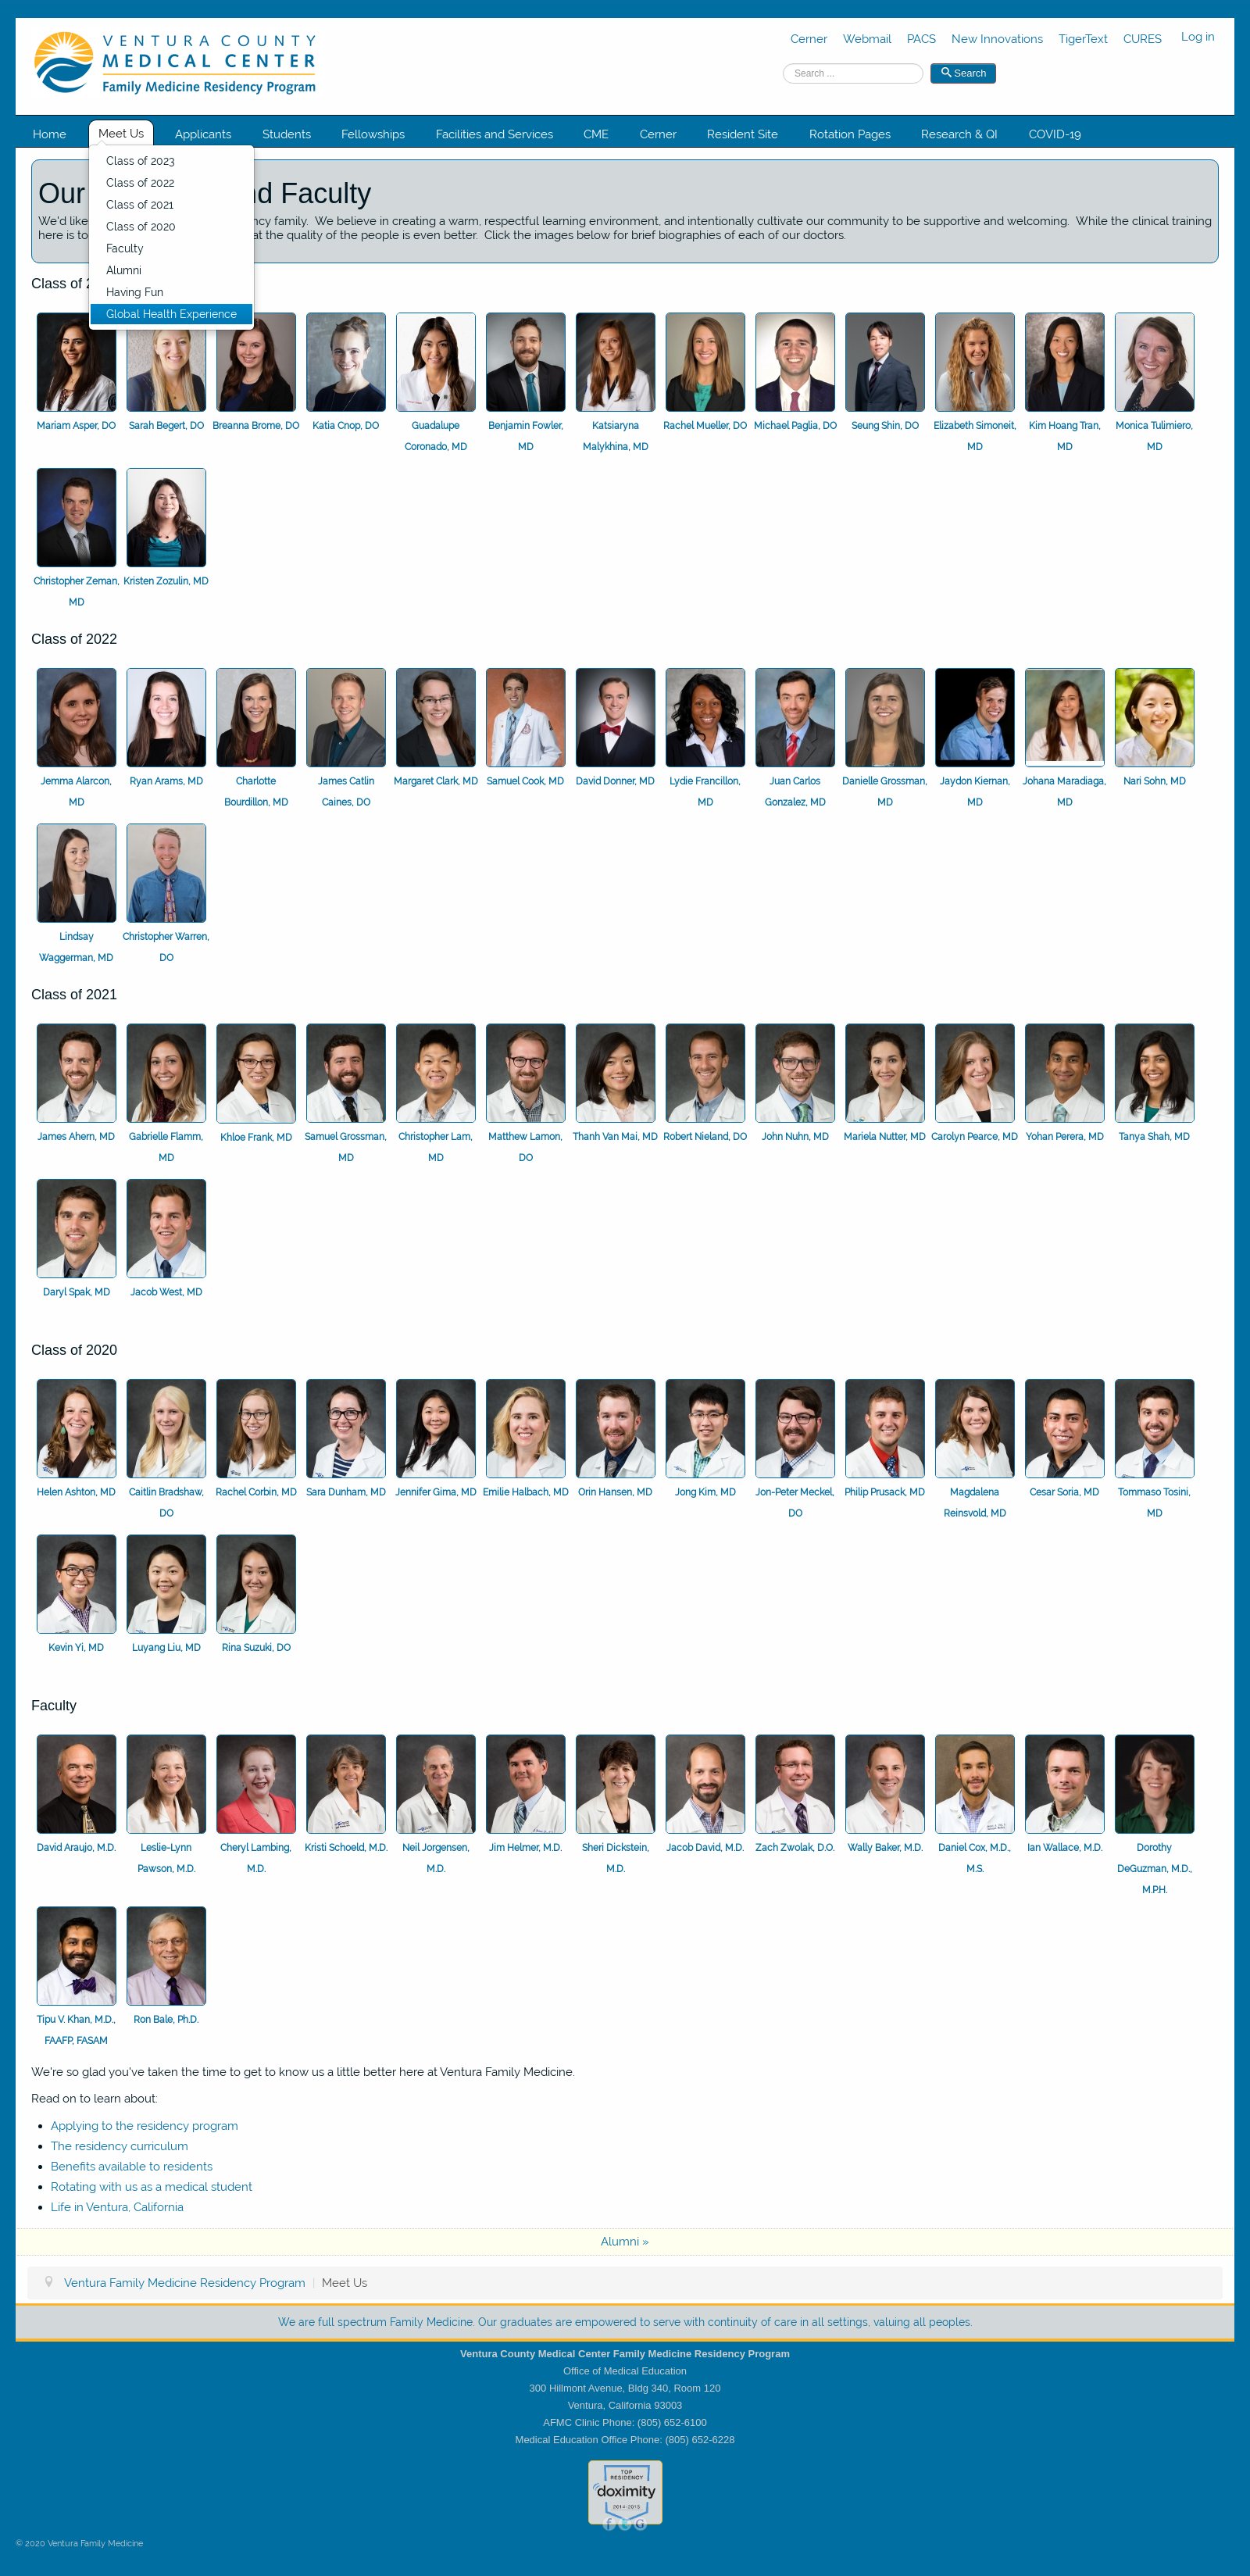 VENTURA COUNTY
MEDICAL CENTER
Family Medicine Residency Program
Cerner Webmail PACS New Innovations TigerText CURES Log in
Search ... Search
Home Meet Us Applicants Students Fellowships Facilities and Services CME Cerner Resident Site Rotation Pages Research & QI COVID-19
Class of 2023
Class of 2022
Class of 2021
Class of 2020
Faculty
Alumni
Having Fun
Global Health Experience
Our nd Faculty
We'd like ncy family. We believe in creating a warm, respectful learning environment, and intentionally cultivate our community to be supportive and welcoming. While the clinical training
here is to at the quality of the people is even better. Click the images below for brief biographies of each of our doctors.
Class of 2
Mariam Asper, DO Sarah Begert, DO Breanna Brome, DO Katia Cnop, DO Guadalupe Benjamin Fowler, Katsiaryna Rachel Mueller, DO Michael Paglia, DO Seung Shin, DO Elizabeth Simoneit, Kim Hoang Tran, Monica Tulimiero,
Coronado, MD MD Malykhina, MD MD MD MD
Christopher Zeman, Kristen Zozulin, MD
MD
Class of 2022
Jemma Alarcon, Ryan Arams, MD Charlotte James Catlin Margaret Clark, MD Samuel Cook, MD David Donner, MD Lydie Francillon, Juan Carlos Danielle Grossman, Jaydon Kiernan, Johana Maradiaga, Nari Sohn, MD
MD Bourdillon, MD Caines, DO MD Gonzalez, MD MD MD MD
Lindsay Christopher Warren,
Waggerman, MD DO
Class of 2021
James Ahern, MD Gabrielle Flamm, Khloe Frank, MD Samuel Grossman, Christopher Lam, Matthew Lamon, Thanh Van Mai, MD Robert Nieland, DO John Nuhn, MD Mariela Nutter, MD Carolyn Pearce, MD Yohan Perera, MD Tanya Shah, MD
MD MD MD DO
Daryl Spak, MD Jacob West, MD
Class of 2020
Helen Ashton, MD Caitlin Bradshaw, Rachel Corbin, MD Sara Dunham, MD Jennifer Gima, MD Emilie Halbach, MD Orin Hansen, MD Jong Kim, MD Jon-Peter Meckel, Philip Prusack, MD Magdalena Cesar Soria, MD Tommaso Tosini,
DO DO Reinsvold, MD MD
Kevin Yi, MD Luyang Liu, MD Rina Suzuki, DO
Faculty
David Araujo, M.D. Leslie-Lynn Cheryl Lambing, Kristi Schoeld, M.D. Neil Jorgensen, Jim Helmer, M.D. Sheri Dickstein, Jacob David, M.D. Zach Zwolak, D.O. Wally Baker, M.D. Daniel Cox, M.D., Ian Wallace, M.D. Dorothy
Pawson, M.D. M.D. M.D. M.D. M.S. DeGuzman, M.D.,
M.P.H.
Tipu V. Khan, M.D., Ron Bale, Ph.D.
FAAFP, FASAM
We're so glad you've taken the time to get to know us a little better here at Ventura Family Medicine.
Read on to learn about:
Applying to the residency program
The residency curriculum
Benefits available to residents
Rotating with us as a medical student
Life in Ventura, California
Alumni »
Ventura Family Medicine Residency Program | Meet Us
We are full spectrum Family Medicine. Our graduates are empowered to serve with continuity of care in all settings, valuing all peoples.
Ventura County Medical Center Family Medicine Residency Program
Office of Medical Education
300 Hillmont Avenue, Bldg 340, Room 120
Ventura, California 93003
AFMC Clinic Phone: (805) 652-6100
Medical Education Office Phone: (805) 652-6228
TOP
RESIDENCY
doximity
2014-2015
f G
© 2020 Ventura Family Medicine